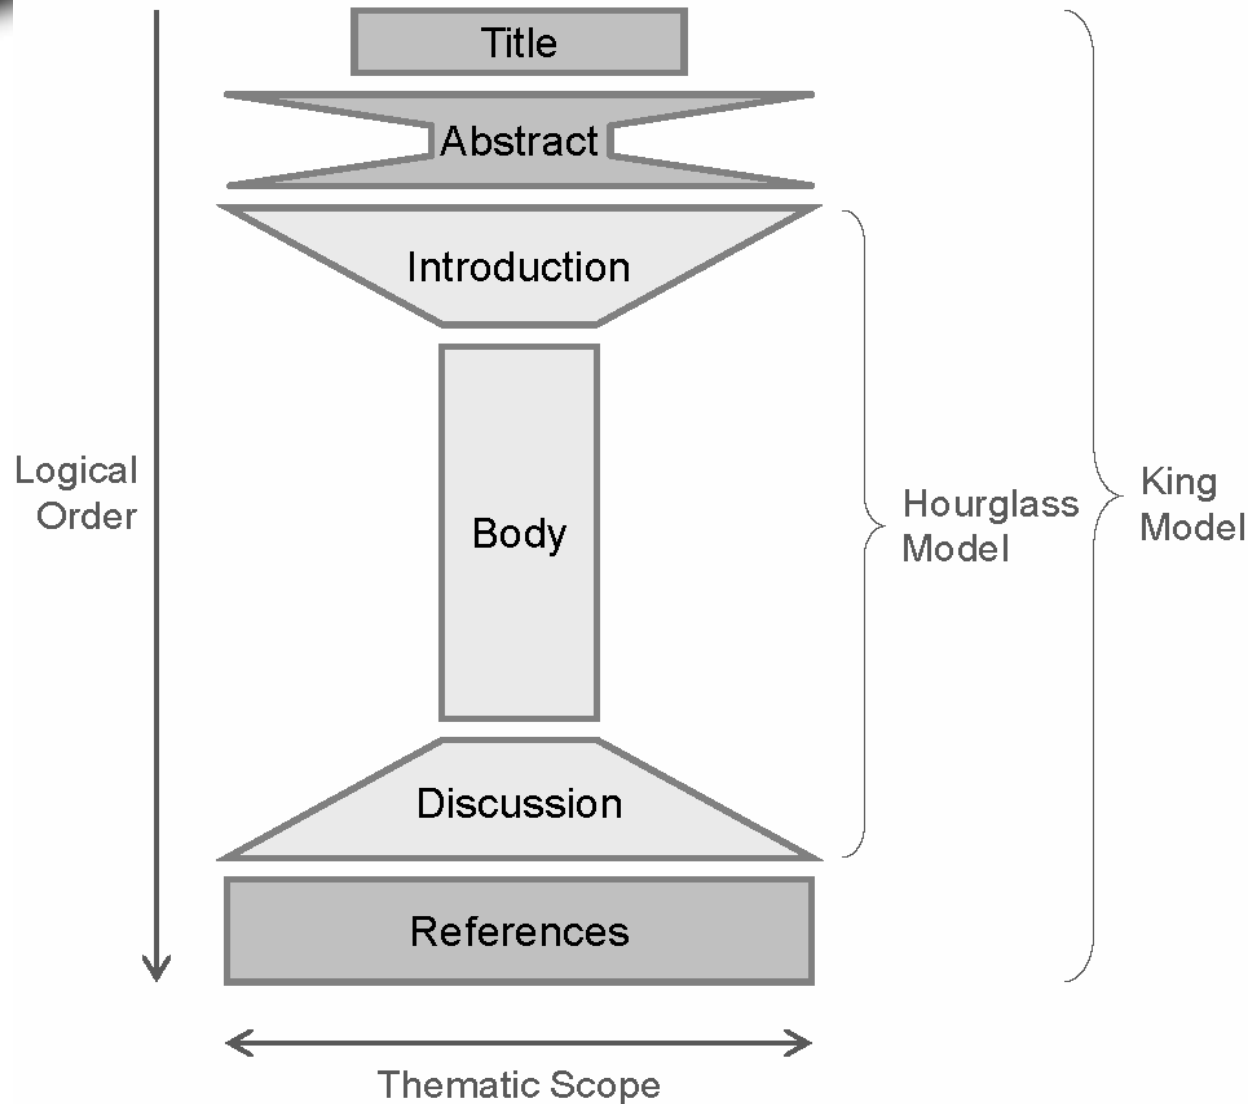 Title
Abstract
Introduction
Logical
Order
Body
Hourglass
Model
King
Model
Discussion
References
Thematic Scope